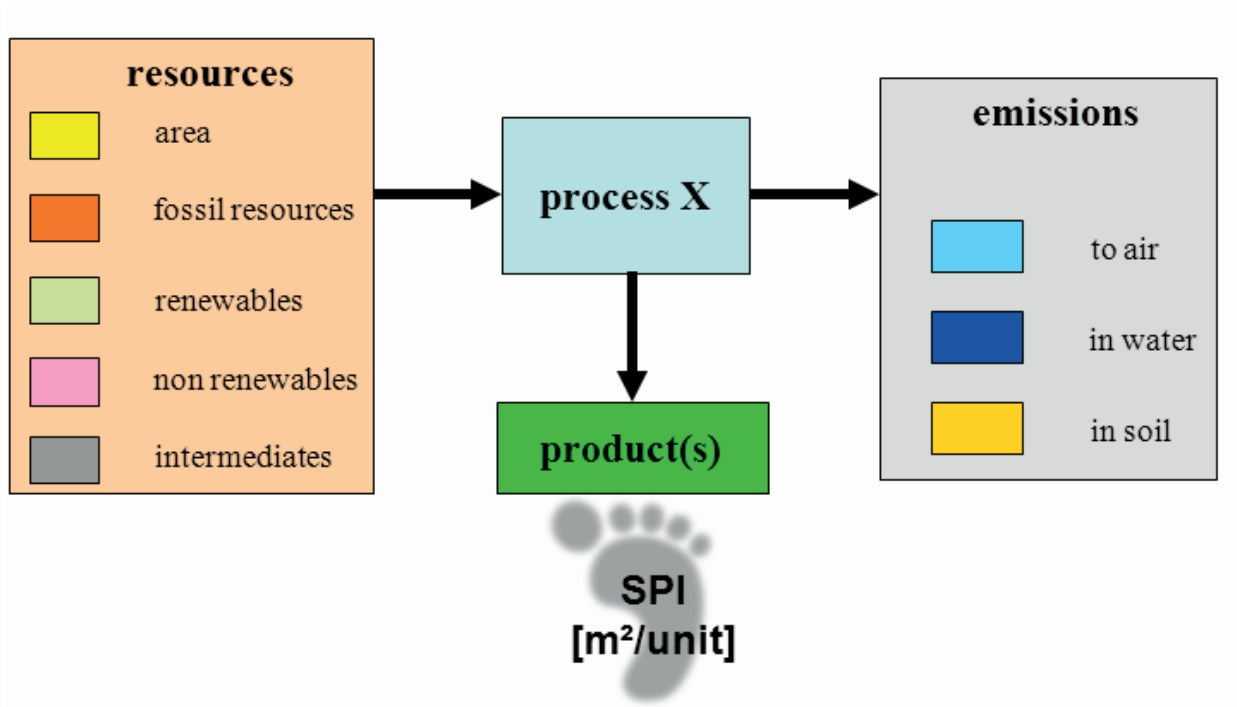 resources
area
fossil resources
renewables
non renewables
intermediates
process X
product(s)
SPI
[m²/unit]
emissions
to air
in water
in soil